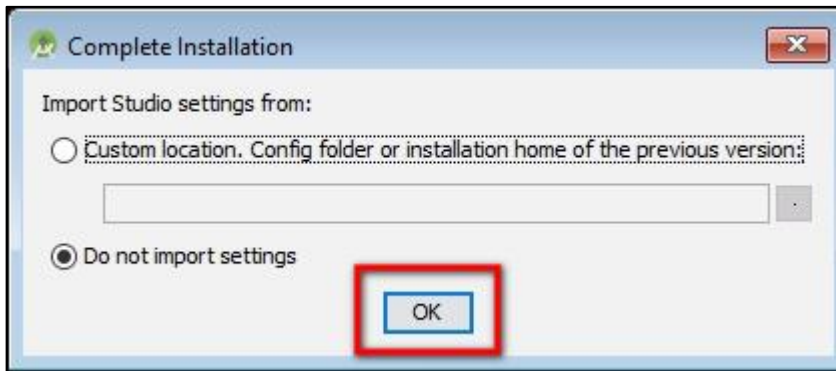 Complete Installation
Import Studio settings from:
Custom location. Config folder or installation home of the previous version:
.
Do not import settings
OK